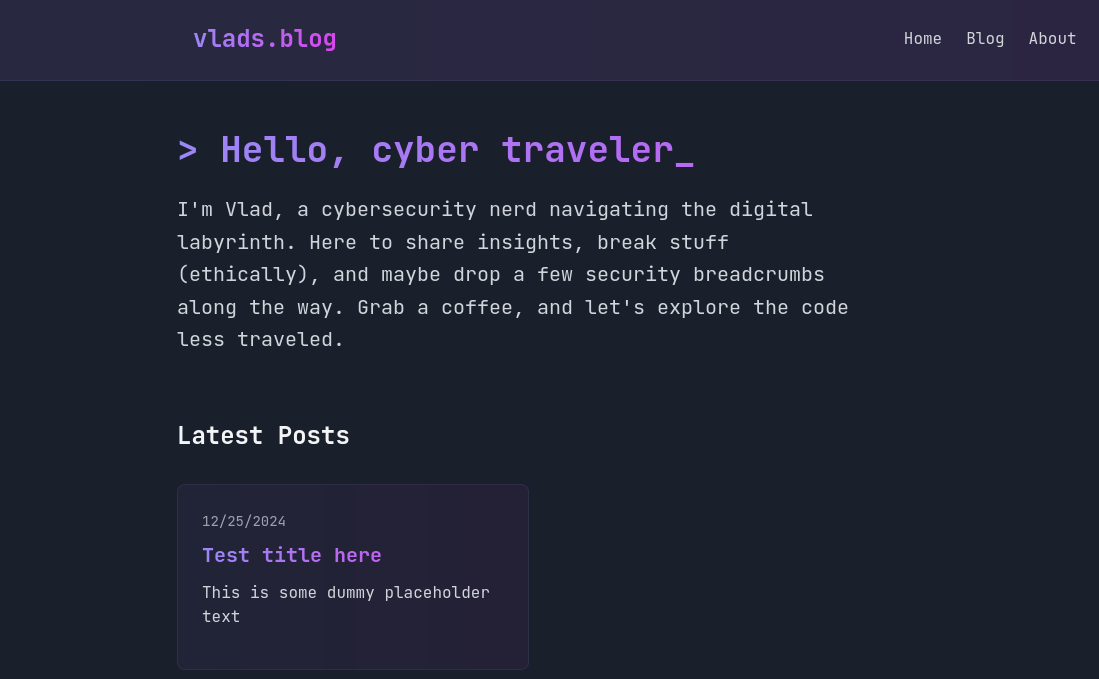 vlads.blog
Home Blog About
> Hello, cyber traveler_
I'm Vlad, a cybersecurity nerd navigating the digital
labyrinth. Here to share insights, break stuff
(ethically), and maybe drop a few security breadcrumbs
along the way. Grab a coffee, and let's explore the code
less traveled.
Latest Posts
12/25/2024
Test title here
This is some dummy placeholder
text